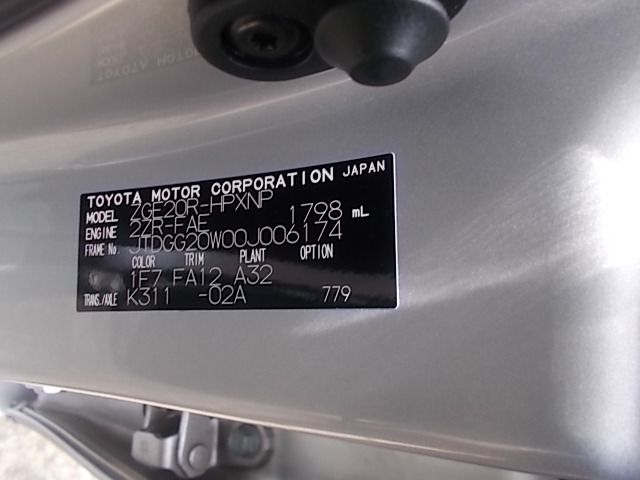 TOYOTA MOTOR CORPORATION JAPAN
MODEL ZGE20R-HPXNP
ENGINE 2ZR-FAE 1798 mL
FRAME No. JTDGG20W00J006174
COLOR TRIM PLANT OPTION
1F7 FA12 A32
TRANS./AXLE K311 -02A 779